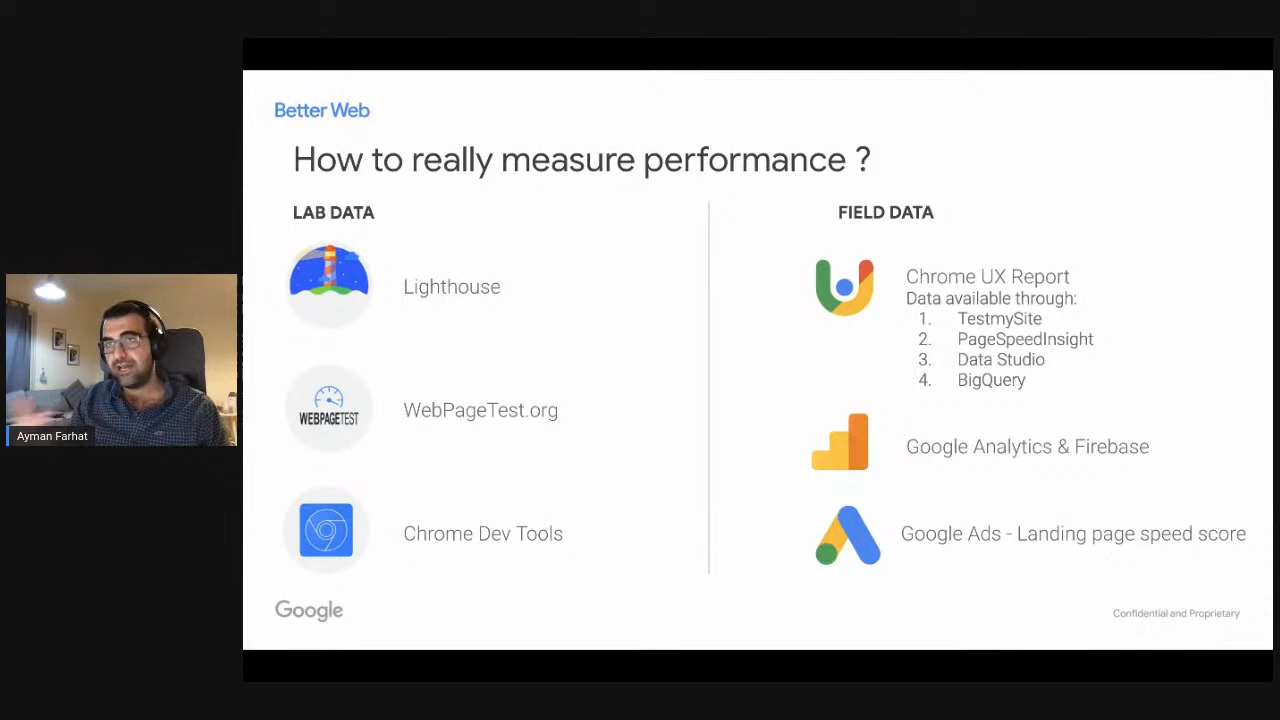 Better Web
How to really measure performance ?
LAB DATA
Lighthouse
WEBPAGETEST
WebPageTest.org
Chrome Dev Tools
FIELD DATA
Chrome UX Report
Data available through:
1. TestmySite
2. PageSpeedInsight
3. Data Studio
4. BigQuery
Google Analytics & Firebase
Google Ads - Landing page speed score
Google
Confidential and Proprietary
Ayman Farhat